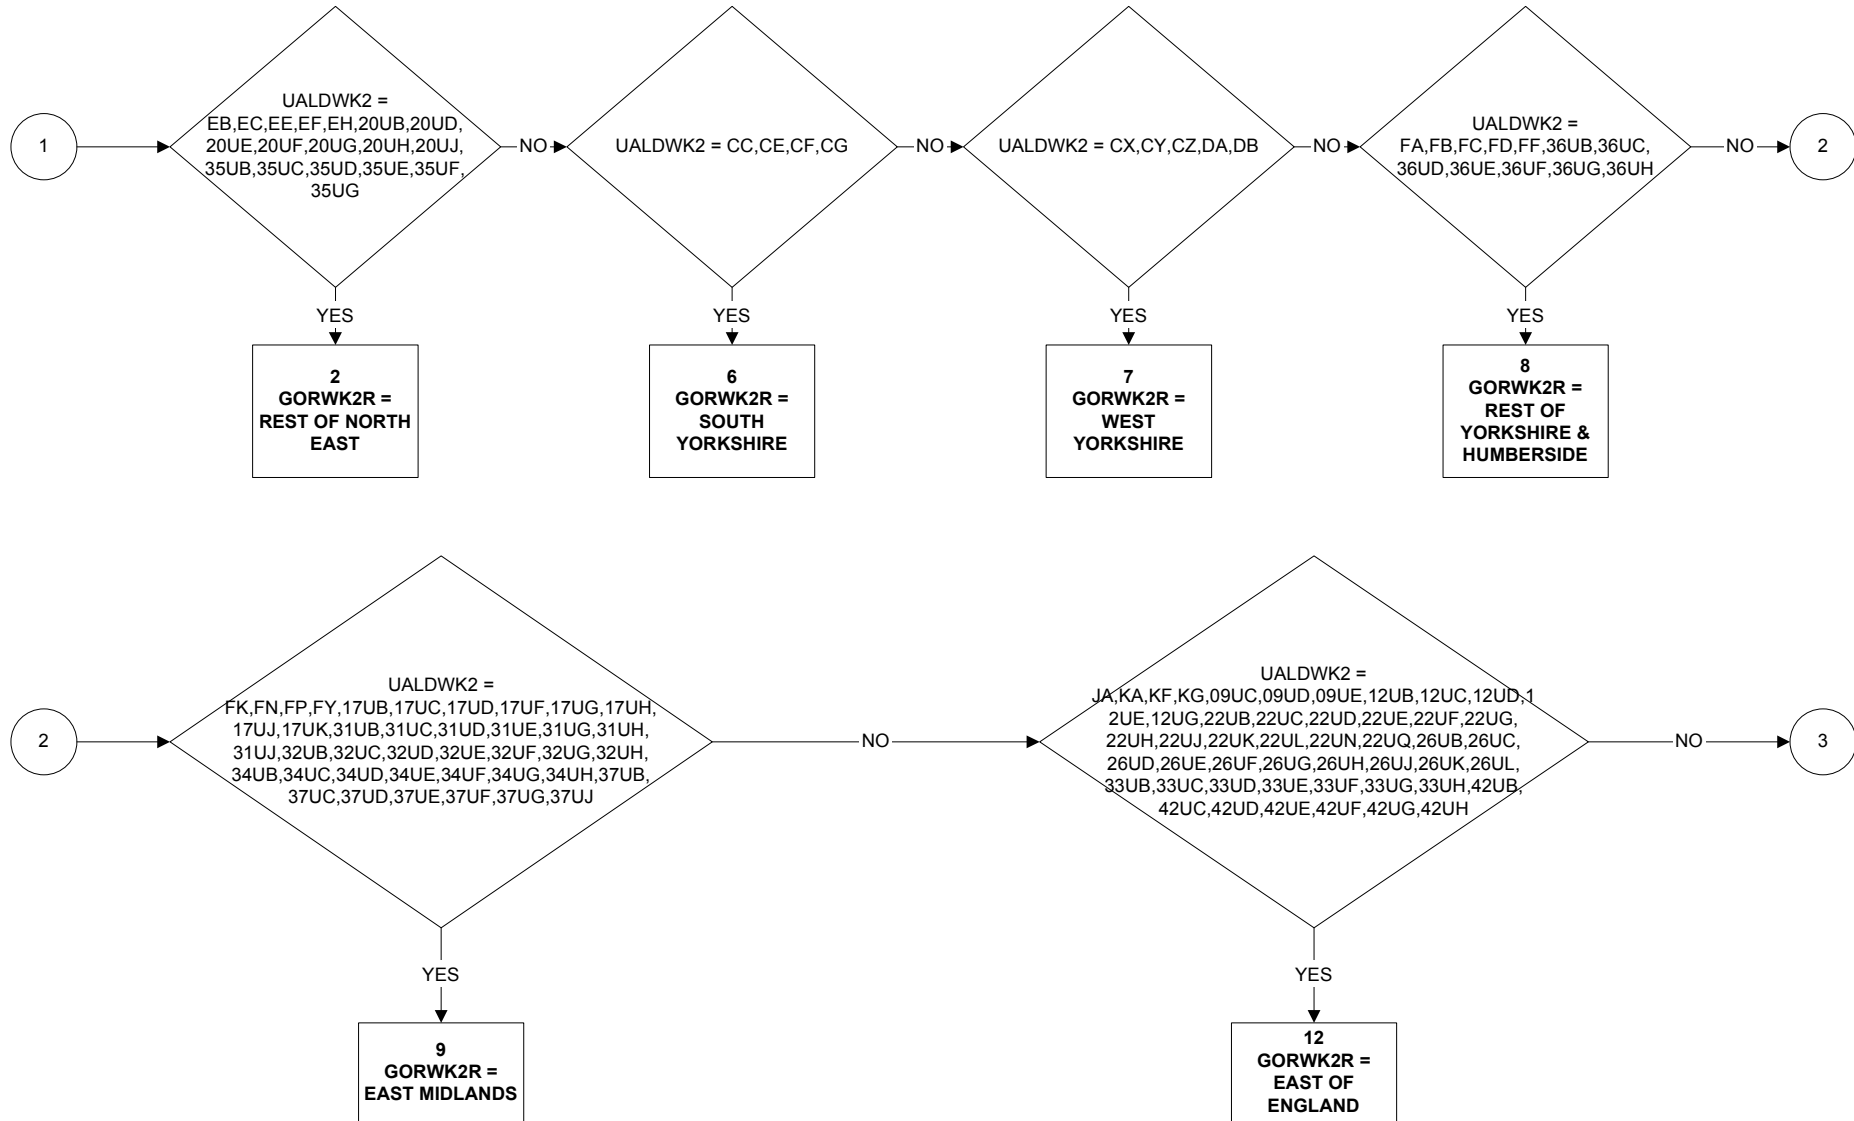 1
UALDWK2 =
EB,EC,EE,EF,EH,20UB,20UD,
20UE,20UF,20UG,20UH,20UJ,
35UB,35UC,35UD,35UE,35UF,
35UG
NO
UALDWK2 = CC,CE,CF,CG
NO
UALDWK2 = CX,CY,CZ,DA,DB
NO
UALDWK2 =
FA,FB,FC,FD,FF,36UB,36UC,
36UD,36UE,36UF,36UG,36UH
NO
2
YES
YES
YES
YES
2
GORWK2R =
REST OF NORTH
EAST
6
GORWK2R =
SOUTH
YORKSHIRE
7
GORWK2R =
WEST
YORKSHIRE
8
GORWK2R =
REST OF
YORKSHIRE &
HUMBERSIDE
2
UALDWK2 =
FK,FN,FP,FY,17UB,17UC,17UD,17UF,17UG,17UH,
17UJ,17UK,31UB,31UC,31UD,31UE,31UG,31UH,
31UJ,32UB,32UC,32UD,32UE,32UF,32UG,32UH,
34UB,34UC,34UD,34UE,34UF,34UG,34UH,37UB,
37UC,37UD,37UE,37UF,37UG,37UJ
NO
UALDWK2 =
JA,KA,KF,KG,09UC,09UD,09UE,12UB,12UC,12UD,1
2UE,12UG,22UB,22UC,22UD,22UE,22UF,22UG,
22UH,22UJ,22UK,22UL,22UN,22UQ,26UB,26UC,
26UD,26UE,26UF,26UG,26UH,26UJ,26UK,26UL,
33UB,33UC,33UD,33UE,33UF,33UG,33UH,42UB,
42UC,42UD,42UE,42UF,42UG,42UH
NO
3
YES
YES
9
GORWK2R =
EAST MIDLANDS
12
GORWK2R =
EAST OF
ENGLAND